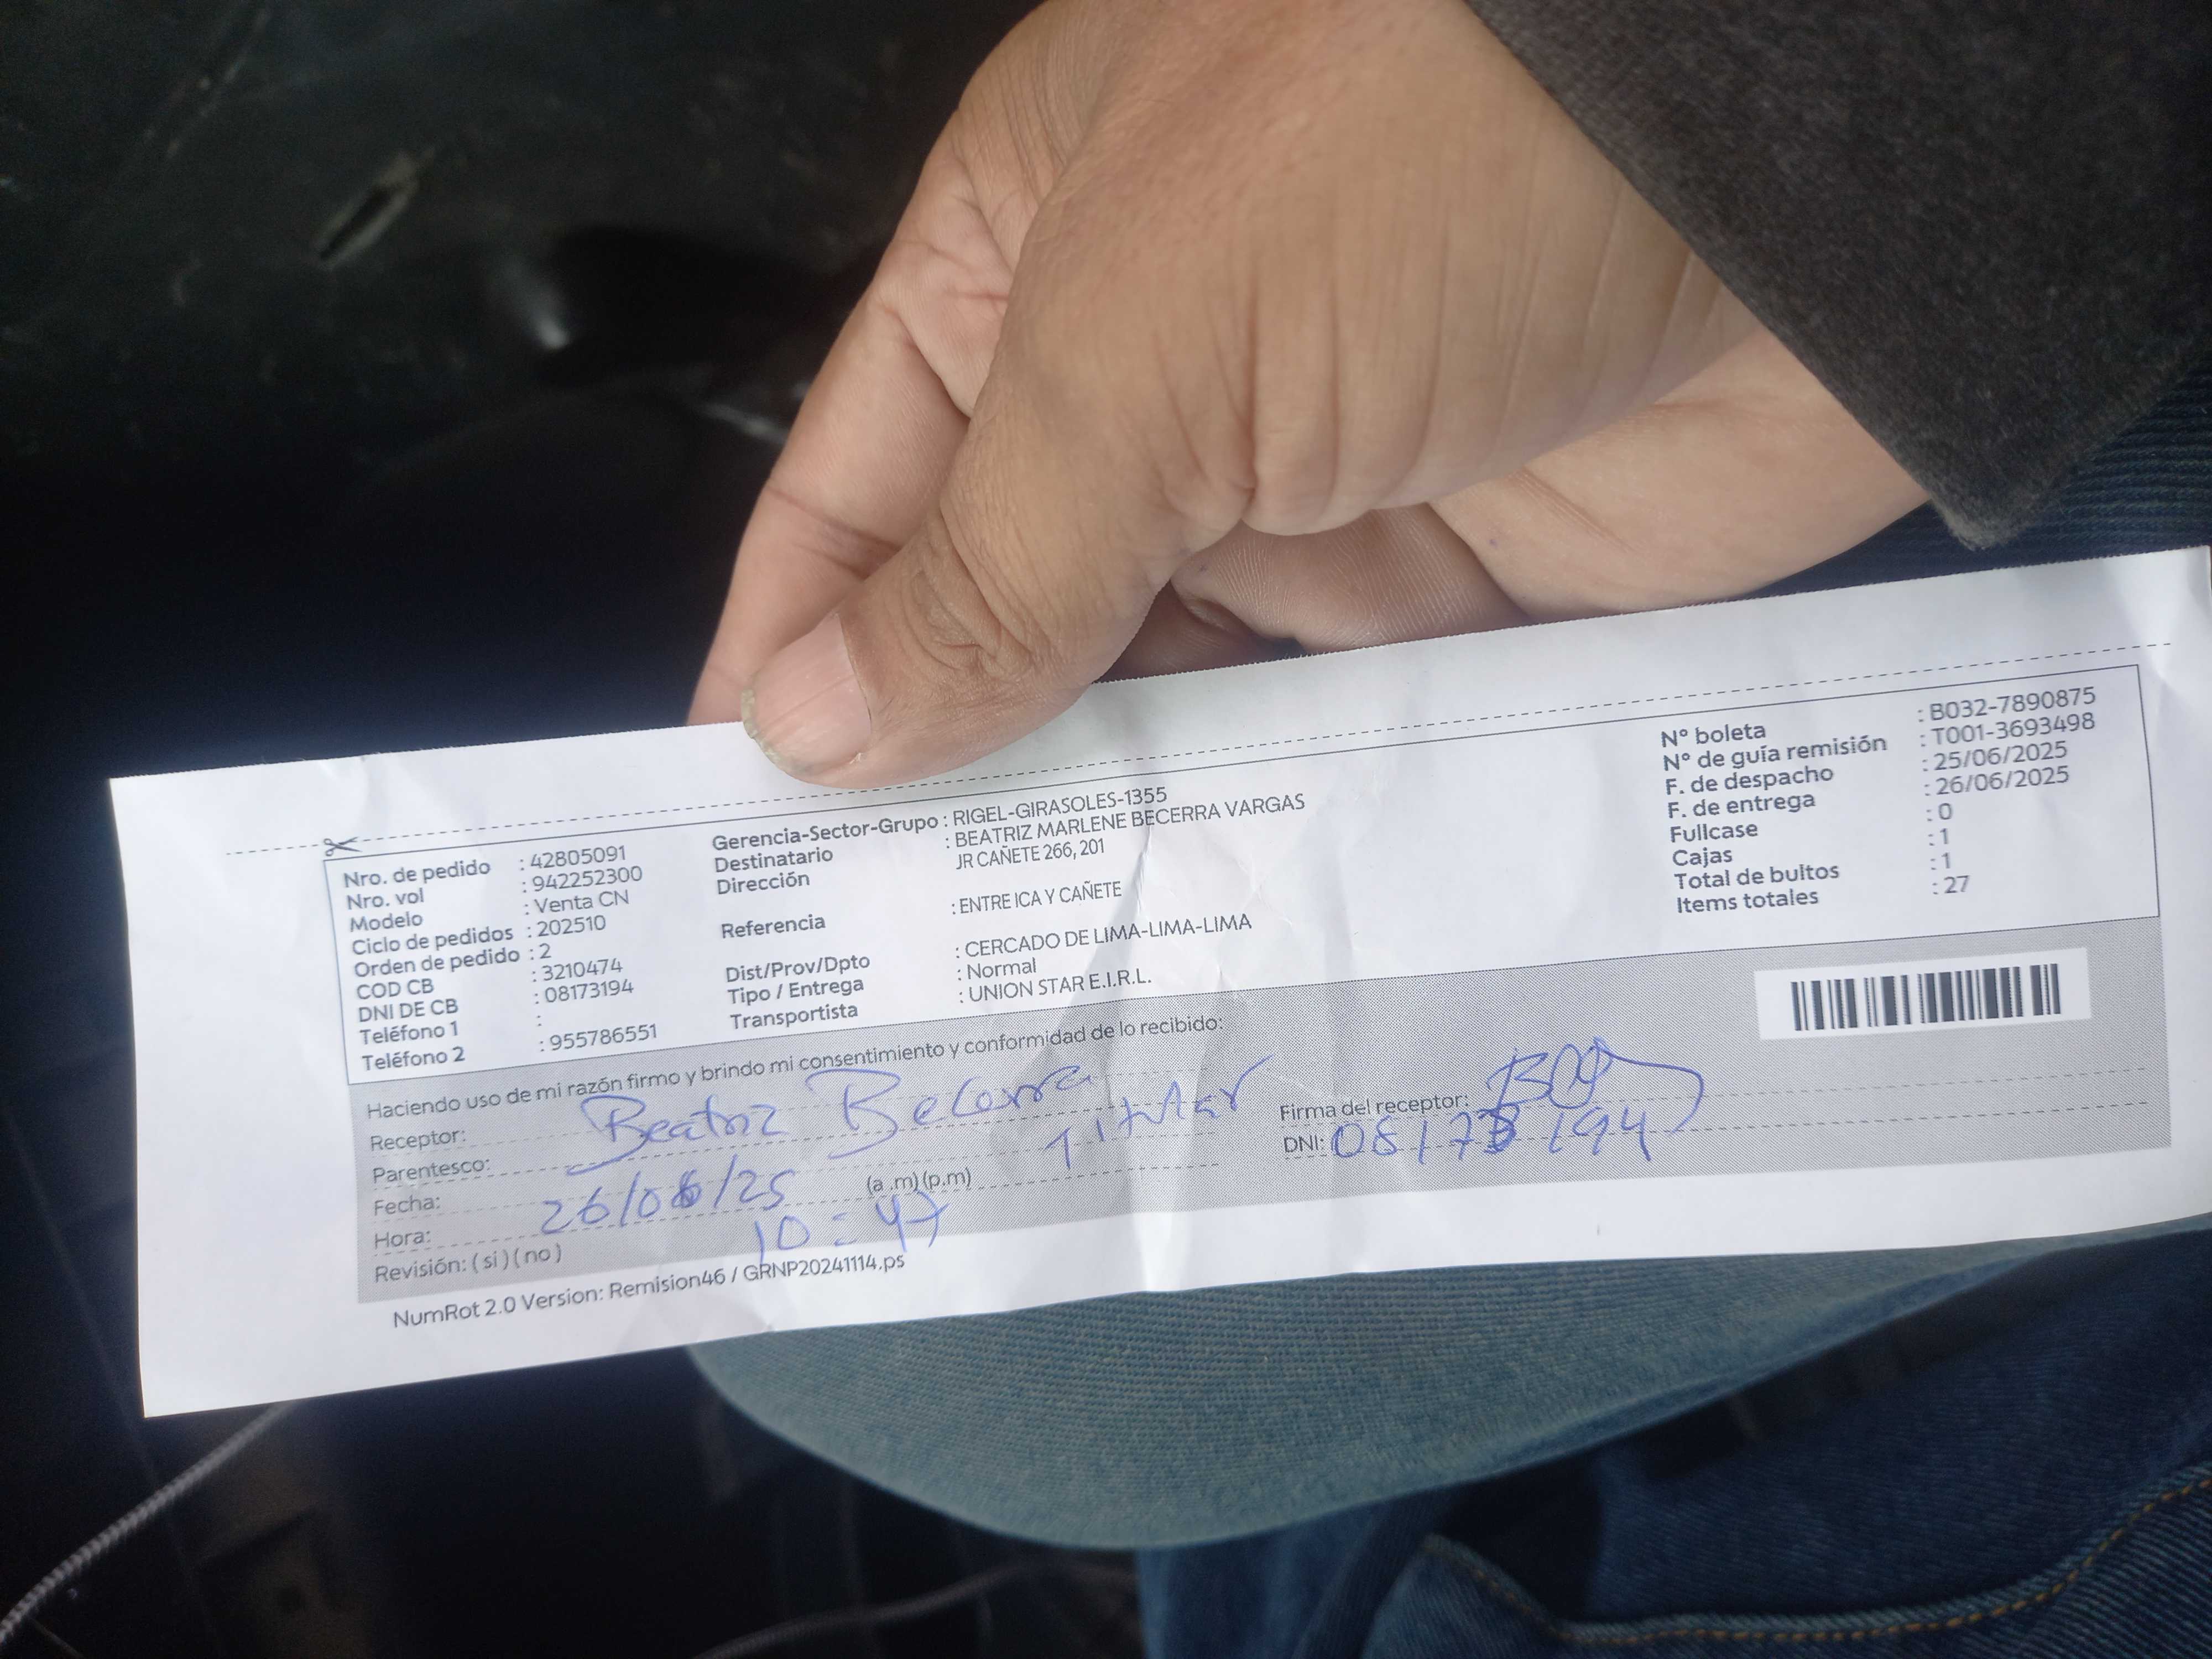 Nro. de pedido : 42805091
Nro. vol : 942252300
Modelo : Venta CN
Ciclo de pedidos : 202510
Orden de pedido : 2
COD CB : 3210474
DNI DE CB : 08173194
Teléfono 1 :
Teléfono 2 : 955786551
Gerencia-Sector-Grupo : RIGEL-GIRASOLES-1355
Destinatario : BEATRIZ MARLENE BECERRA VARGAS
Dirección JR CAÑETE 266, 201
Referencia : ENTRE ICA Y CAÑETE
Dist/Prov/Dpto : CERCADO DE LIMA-LIMA-LIMA
Tipo / Entrega : Normal
Transportista : UNION STAR E.I.R.L.
N° boleta : B032-7890875
N° de guía remisión : T001-3693498
F. de despacho : 25/06/2025
F. de entrega : 26/06/2025
Fullcase : 0
Cajas : 1
Total de bultos : 1
Items totales : 27
Haciendo uso de mi razón firmo y brindo mi consentimiento y conformidad de lo recibido:
Receptor: Beatriz Becerra
Parentesco: Titular
Fecha: 26/06/25
Hora: 10:47 (a .m) (p.m)
Revisión: ( si ) ( no )
Firma del receptor:
DNI: 08173194
NumRot 2.0 Version: Remision46 / GRNP20241114.ps